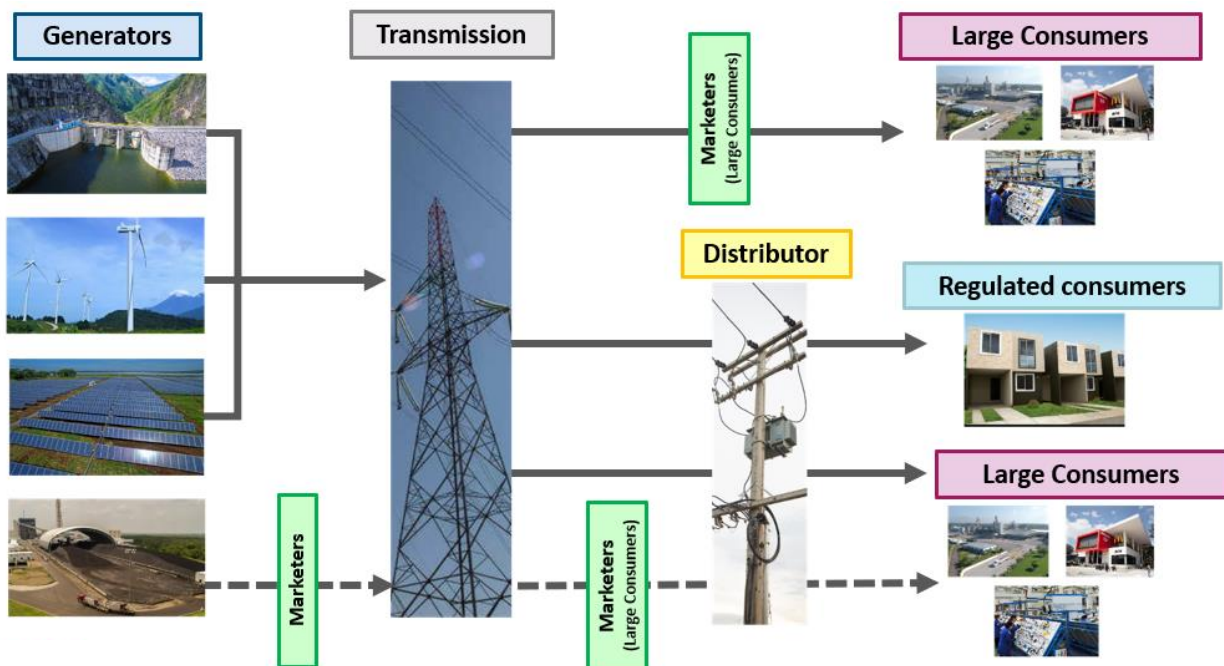 Generators
Transmission
Large Consumers
Marketers
(Large Consumers)
Distributor
Regulated consumers
Large Consumers
Marketers
Marketers
(Large Consumers)